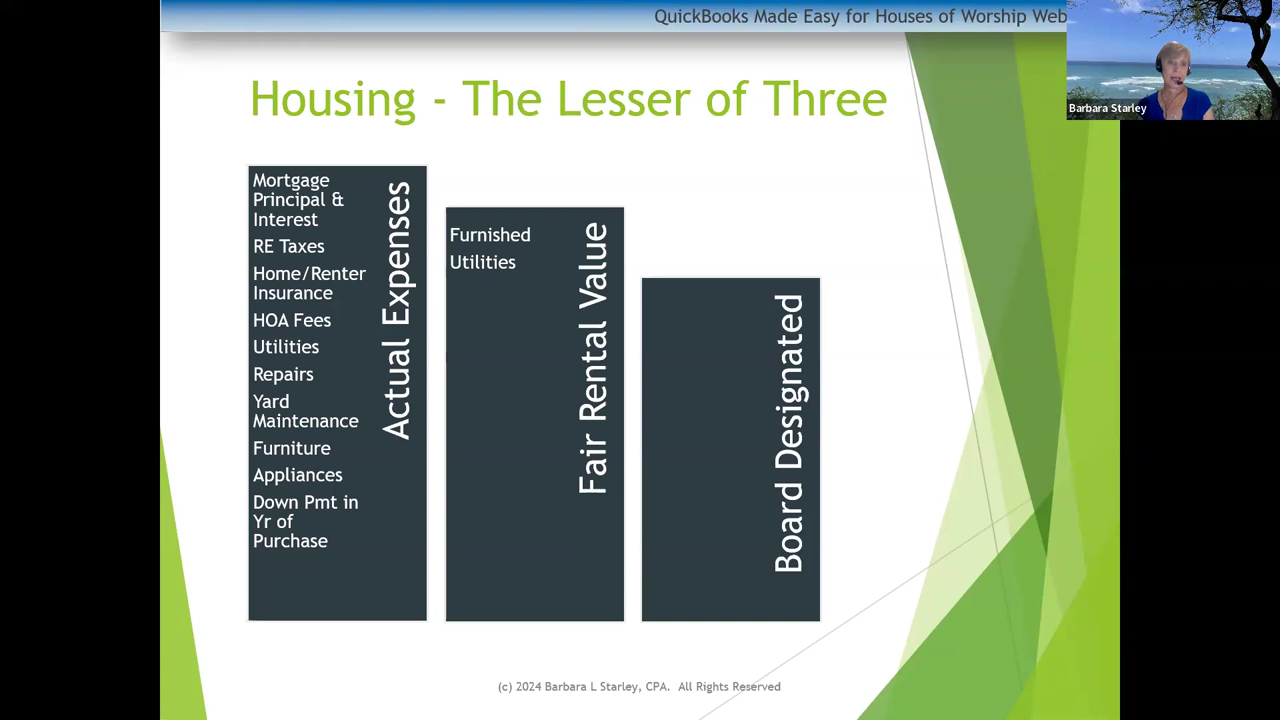 QuickBooks Made Easy for Houses of Worship Web
Barbara Starley
Housing - The Lesser of Three
Mortgage
Principal &
Interest
RE Taxes
Home/Renter
Insurance
HOA Fees
Utilities
Repairs
Yard
Maintenance
Furniture
Appliances
Down Pmt in
Yr of
Purchase
Actual Expenses
Furnished
Utilities
Fair Rental Value
Board Designated
(c) 2024 Barbara L Starley, CPA. All Rights Reserved